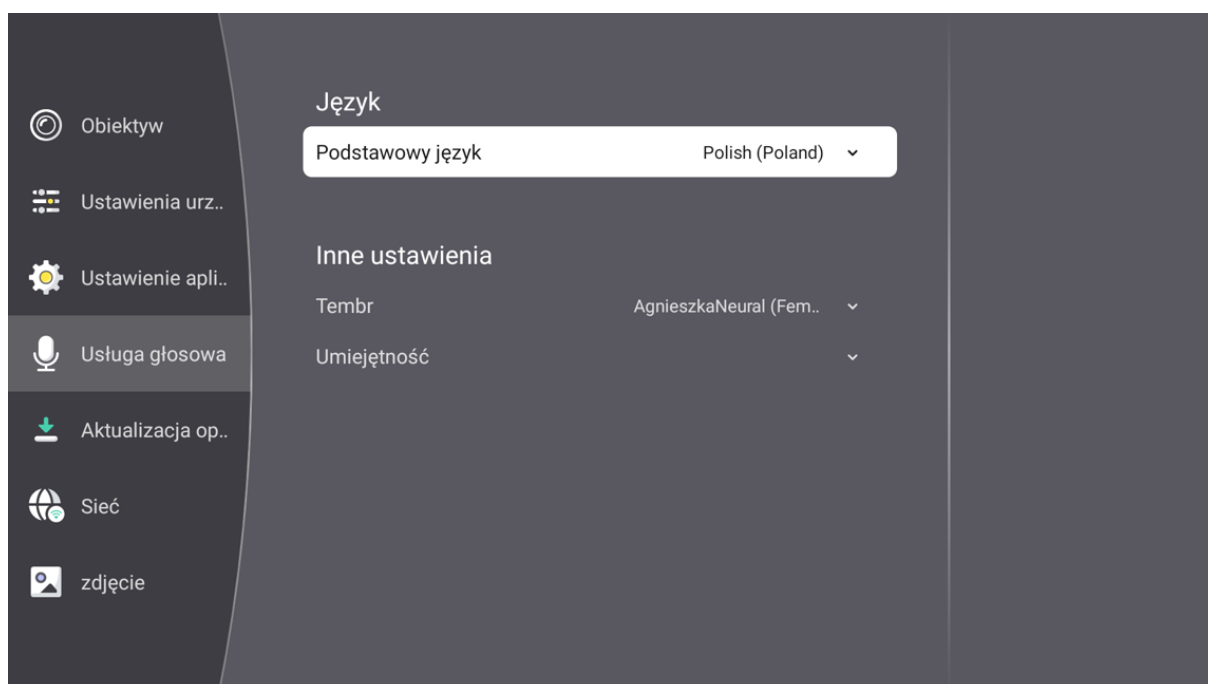 Obiektyw
Ustawienia urz..
Ustawienie apli..
Usługa głosowa
Aktualizacja op..
Sieć
zdjęcie
Język
Podstawowy język Polish (Poland)
Inne ustawienia
Tembr AgnieszkaNeural (Fem..
Umiejętność